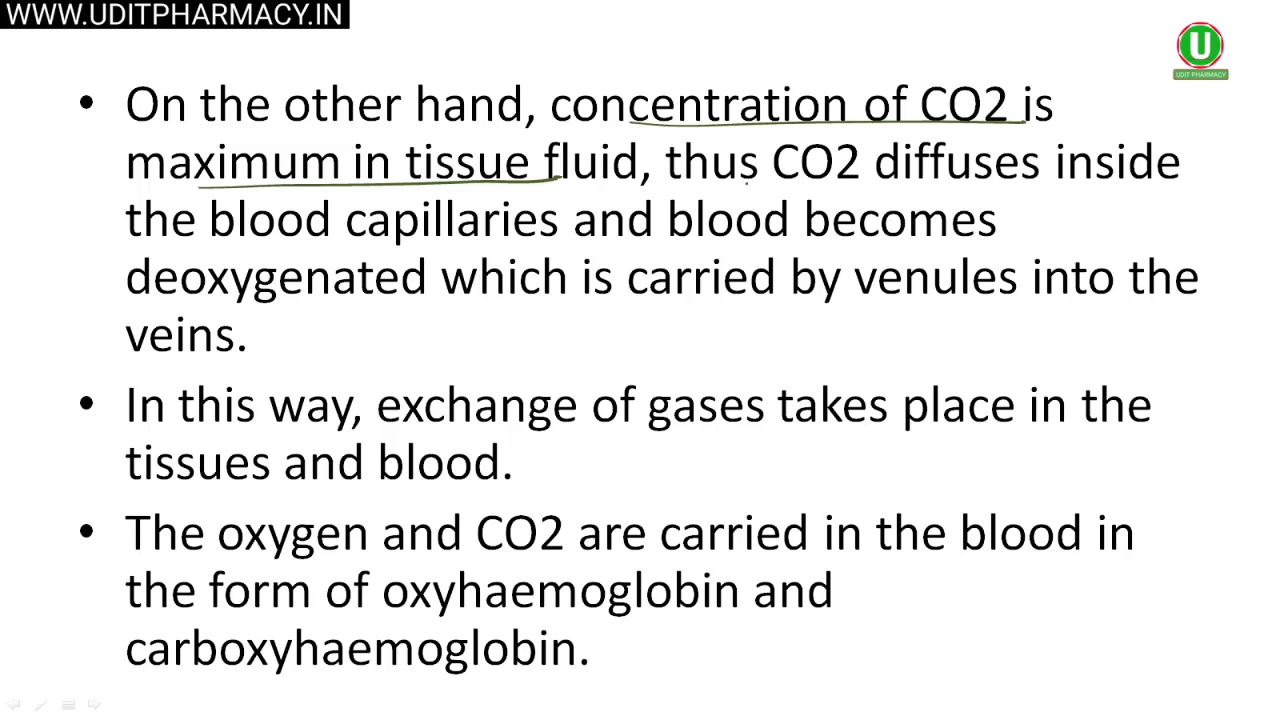 WWW.UDITPHARMACY.IN
U
UDIT PHARMACY
• On the other hand, concentration of CO2 is
maximum in tissue fluid, thus CO2 diffuses inside
the blood capillaries and blood becomes
deoxygenated which is carried by venules into the
veins.
• In this way, exchange of gases takes place in the
tissues and blood.
• The oxygen and CO2 are carried in the blood in
the form of oxyhaemoglobin and
carboxyhaemoglobin.